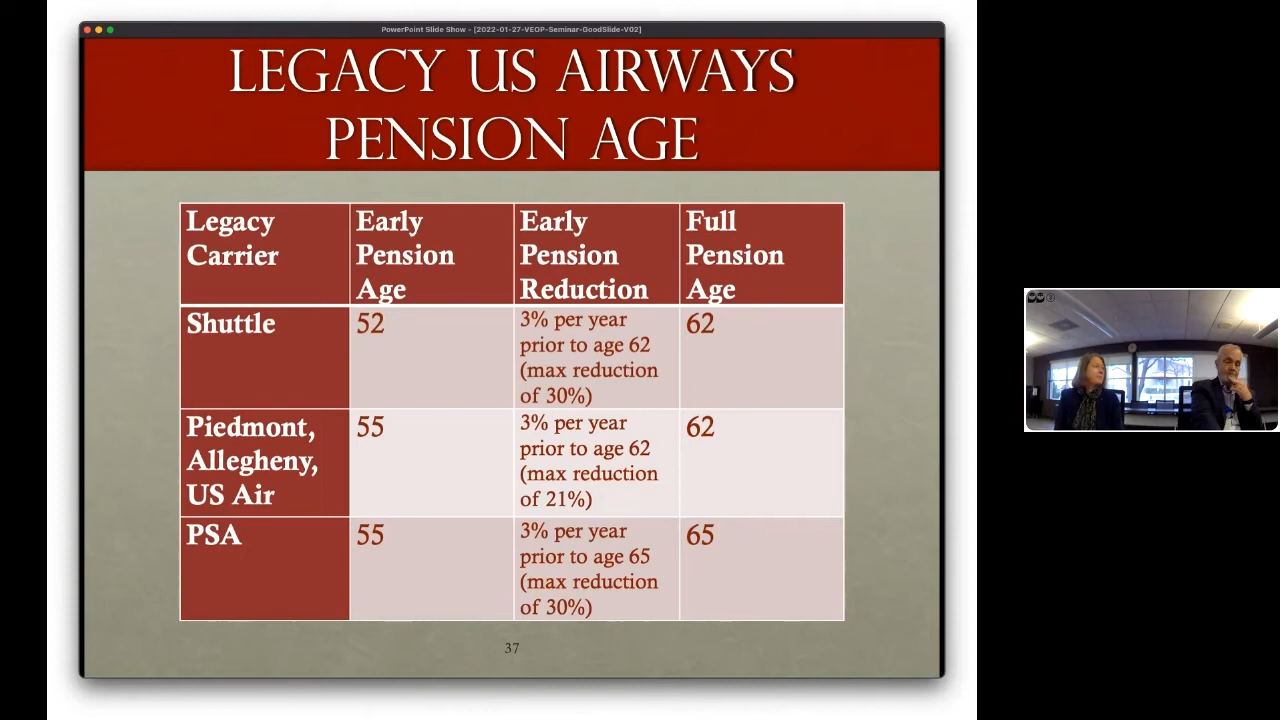 PowerPoint Slide Show - [2022-01-27-VEOP-Seminar-GoodSlide-V02]
LEGACY US AIRWAYS
PENSION AGE
Legacy
Carrier
Early
Pension
Age
Early
Pension
Reduction
Full
Pension
Age
Shuttle
52
3% per year
prior to age 62
(max reduction
of 30%)
62
Piedmont,
Allegheny,
US Air
55
3% per year
prior to age 62
(max reduction
of 21%)
62
PSA
55
3% per year
prior to age 65
(max reduction
of 30%)
65
37